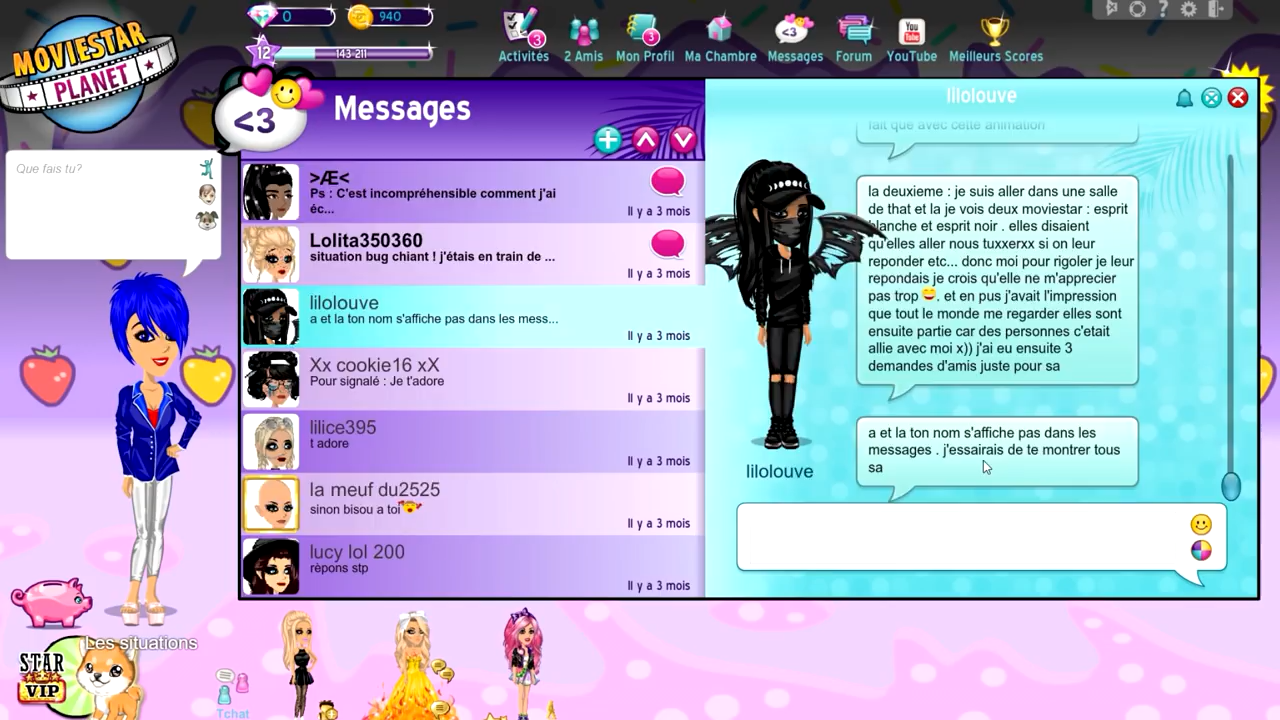 MOVIESTAR
PLANET
0
940
12
143 211
3
3
<3
Activités
2 Amis
Mon Profil
Ma Chambre
Messages
Forum
You
Tube
YouTube
Meilleurs Scores
Que fais tu?
<3
Messages
>Æ<
Ps : C'est incompréhensible comment j'ai
éc...
Il y a 3 mois
Lolita350360
situation bug chiant ! j'étais en train de ...
Il y a 3 mois
lilolouve
a et la ton nom s'affiche pas dans les mess...
Il y a 3 mois
Xx cookie16 xX
Pour signalé : Je t'adore
Il y a 3 mois
lilice395
t adore
Il y a 3 mois
la meuf du2525
sinon bisou a toi
Il y a 3 mois
lucy lol 200
rèpons stp
Il y a 3 mois
lilolouve
fait que avec cette animation
la deuxieme : je suis aller dans une salle
de that et la je vois deux moviestar : esprit
blanche et esprit noir . elles disaient
qu'elles aller nous tuxxerxx si on leur
reponder etc... donc moi pour rigoler je leur
repondais je crois qu'elle ne m'apprecier
pas trop 😄. et en pus j'avait l'impression
que tout le monde me regarder elles sont
ensuite partie car des personnes c'etait
allie avec moi x)) j'ai eu ensuite 3
demandes d'amis juste pour sa
a et la ton nom s'affiche pas dans les
messages . j'essairais de te montrer tous
sa
lilolouve
Les situations
STAR
VIP
Tchat